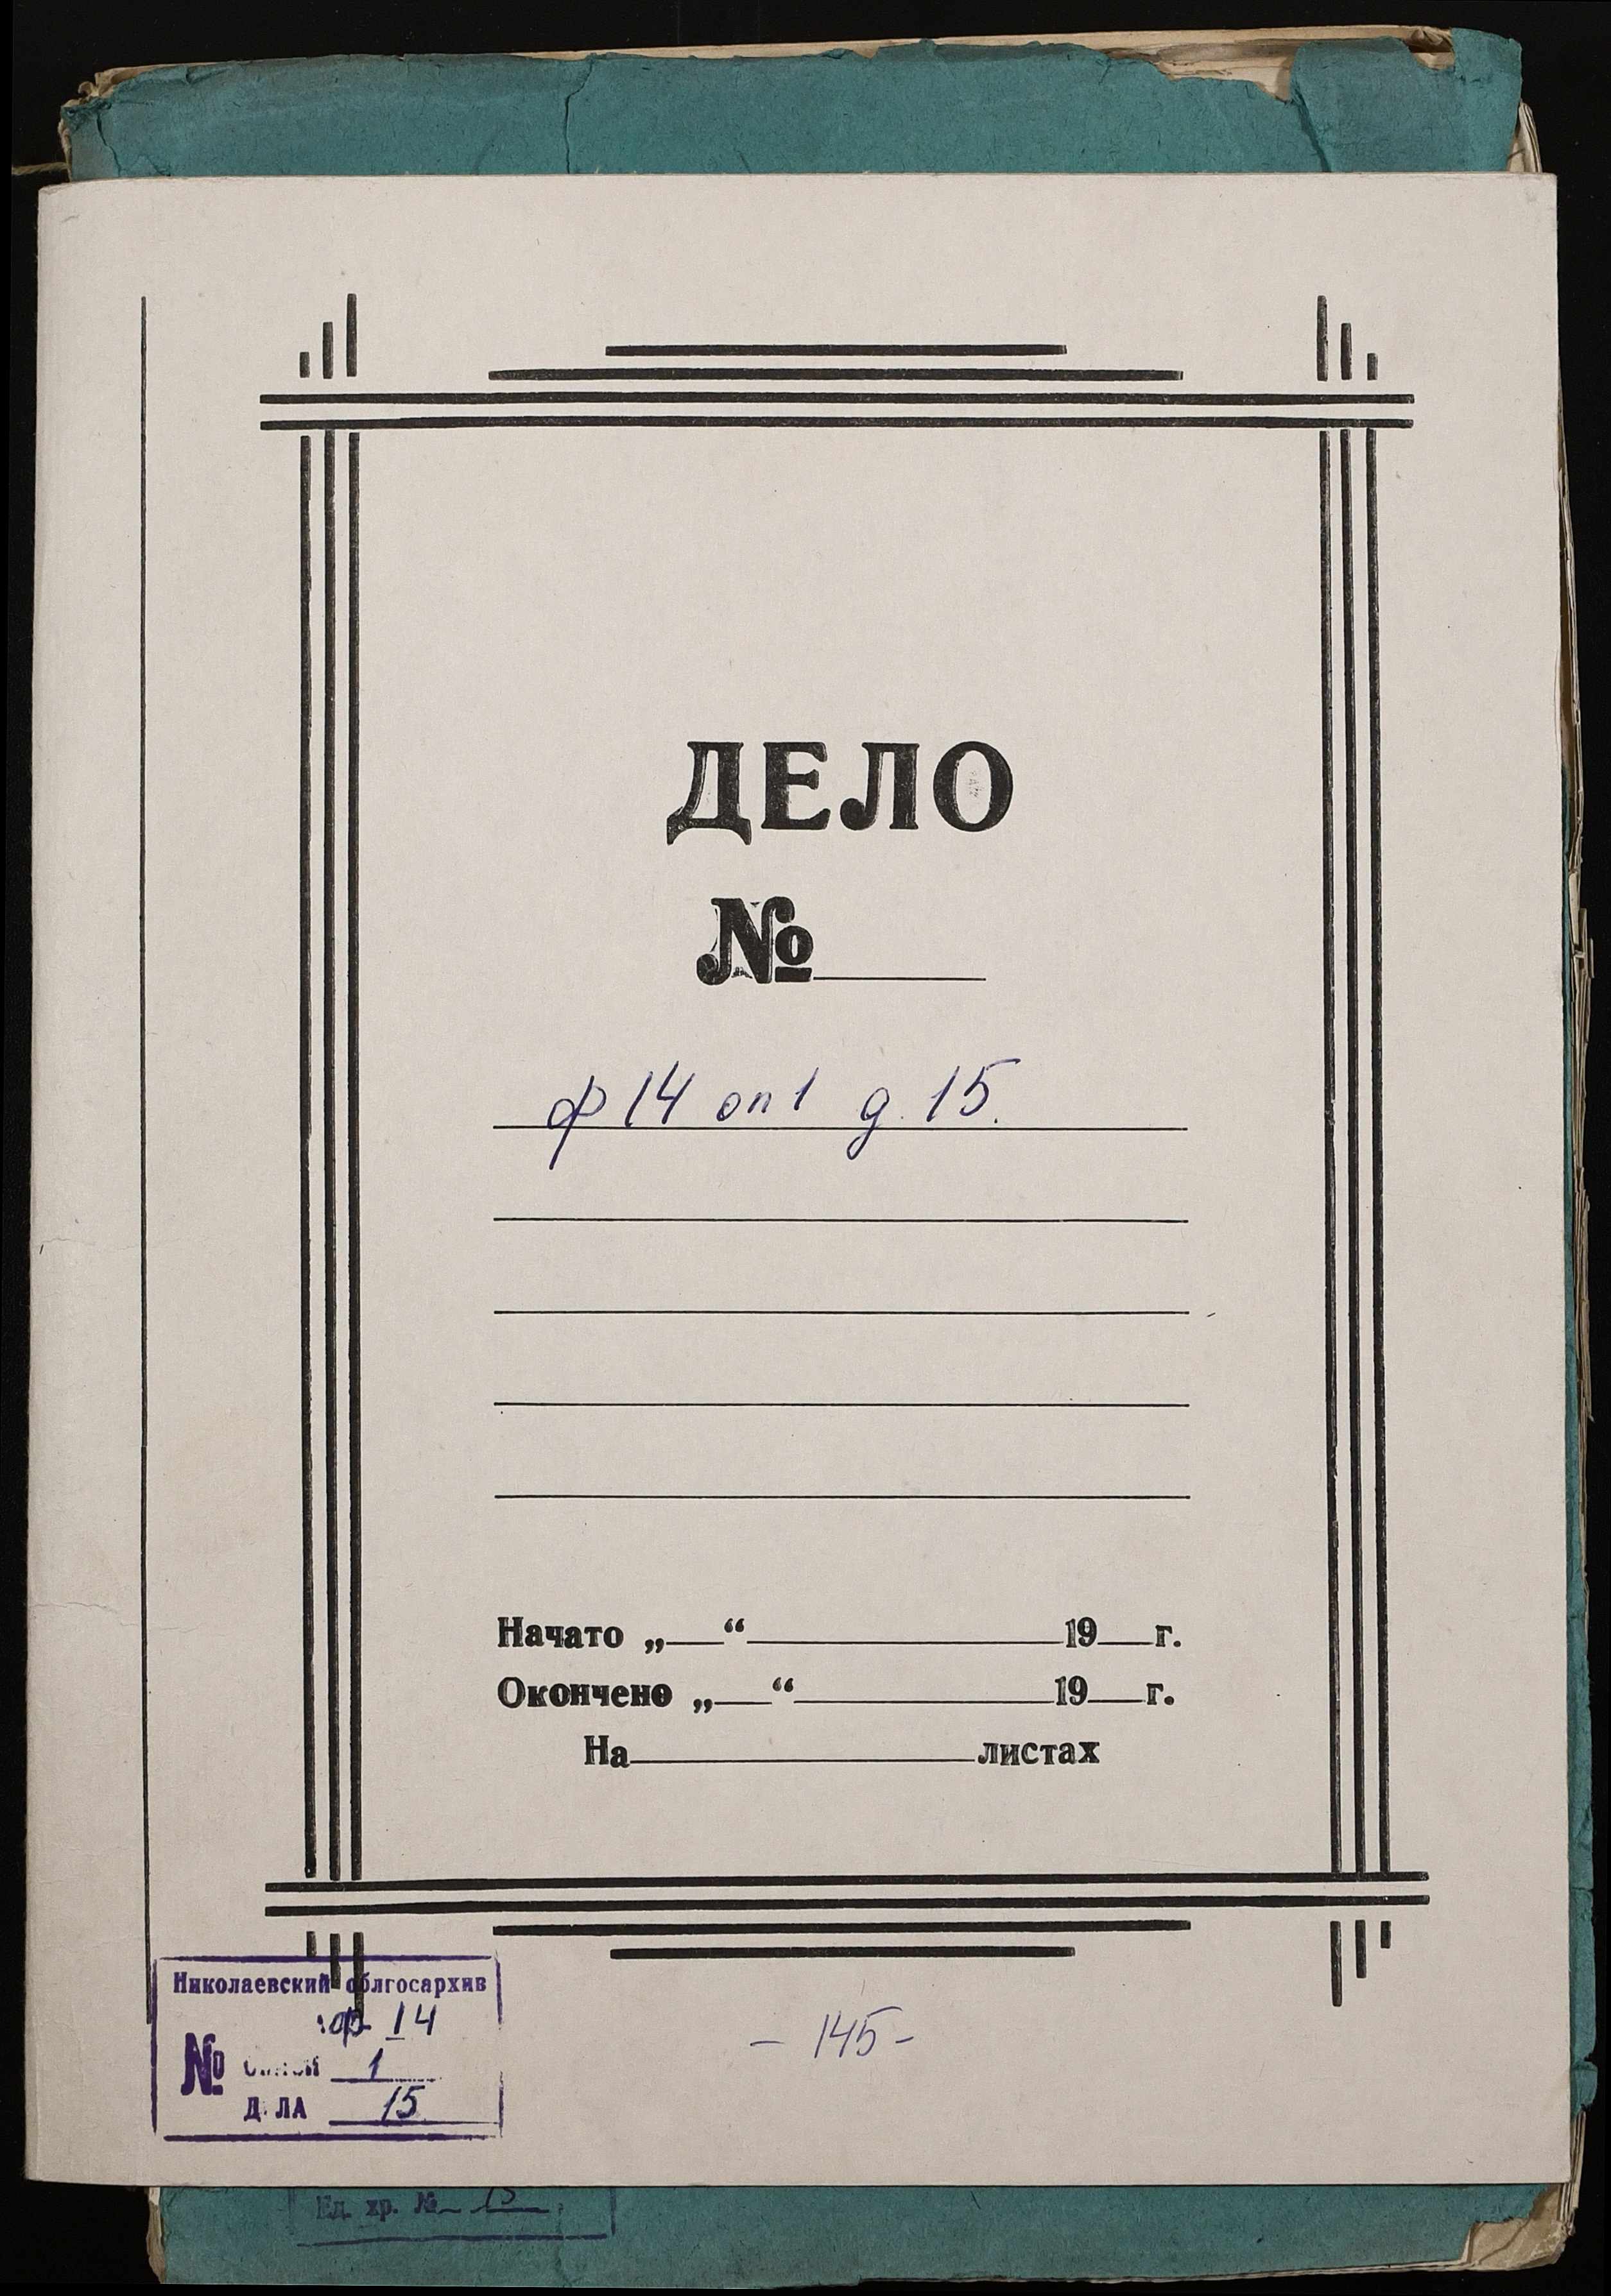 ДЕЛО
№
ф 14 оп 1 д. 15.
Начато „ “ 19 г.
Окончено „ “ 19 г.
На листах
Николаевский облгосархив
ф 14
№ 1
15
- 145 -
Ед. хр. № 15